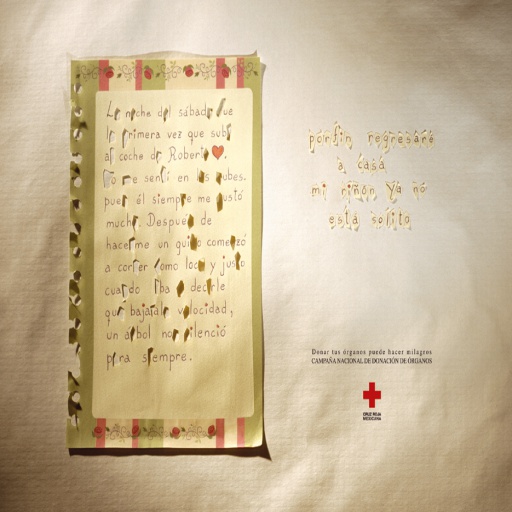 La noche del sábado fue
la primera vez que subí
al coche de Roberto.
Yo me sentí en las nubes.
pues él siempre me gustó
mucho. Después de
hacerme un guiño comenzó
a correr como loco y justo
cuando iba a decirle
que bajara la velocidad,
un árbol nos silenció
para siempre.
porfin regresaré
a casa
mi riñón ya no
está solito
Donar tus órganos puede hacer milagros
CAMPAÑA NACIONAL DE DONACIÓN DE ÓRGANOS
CRUZ ROJA
MEXICANA